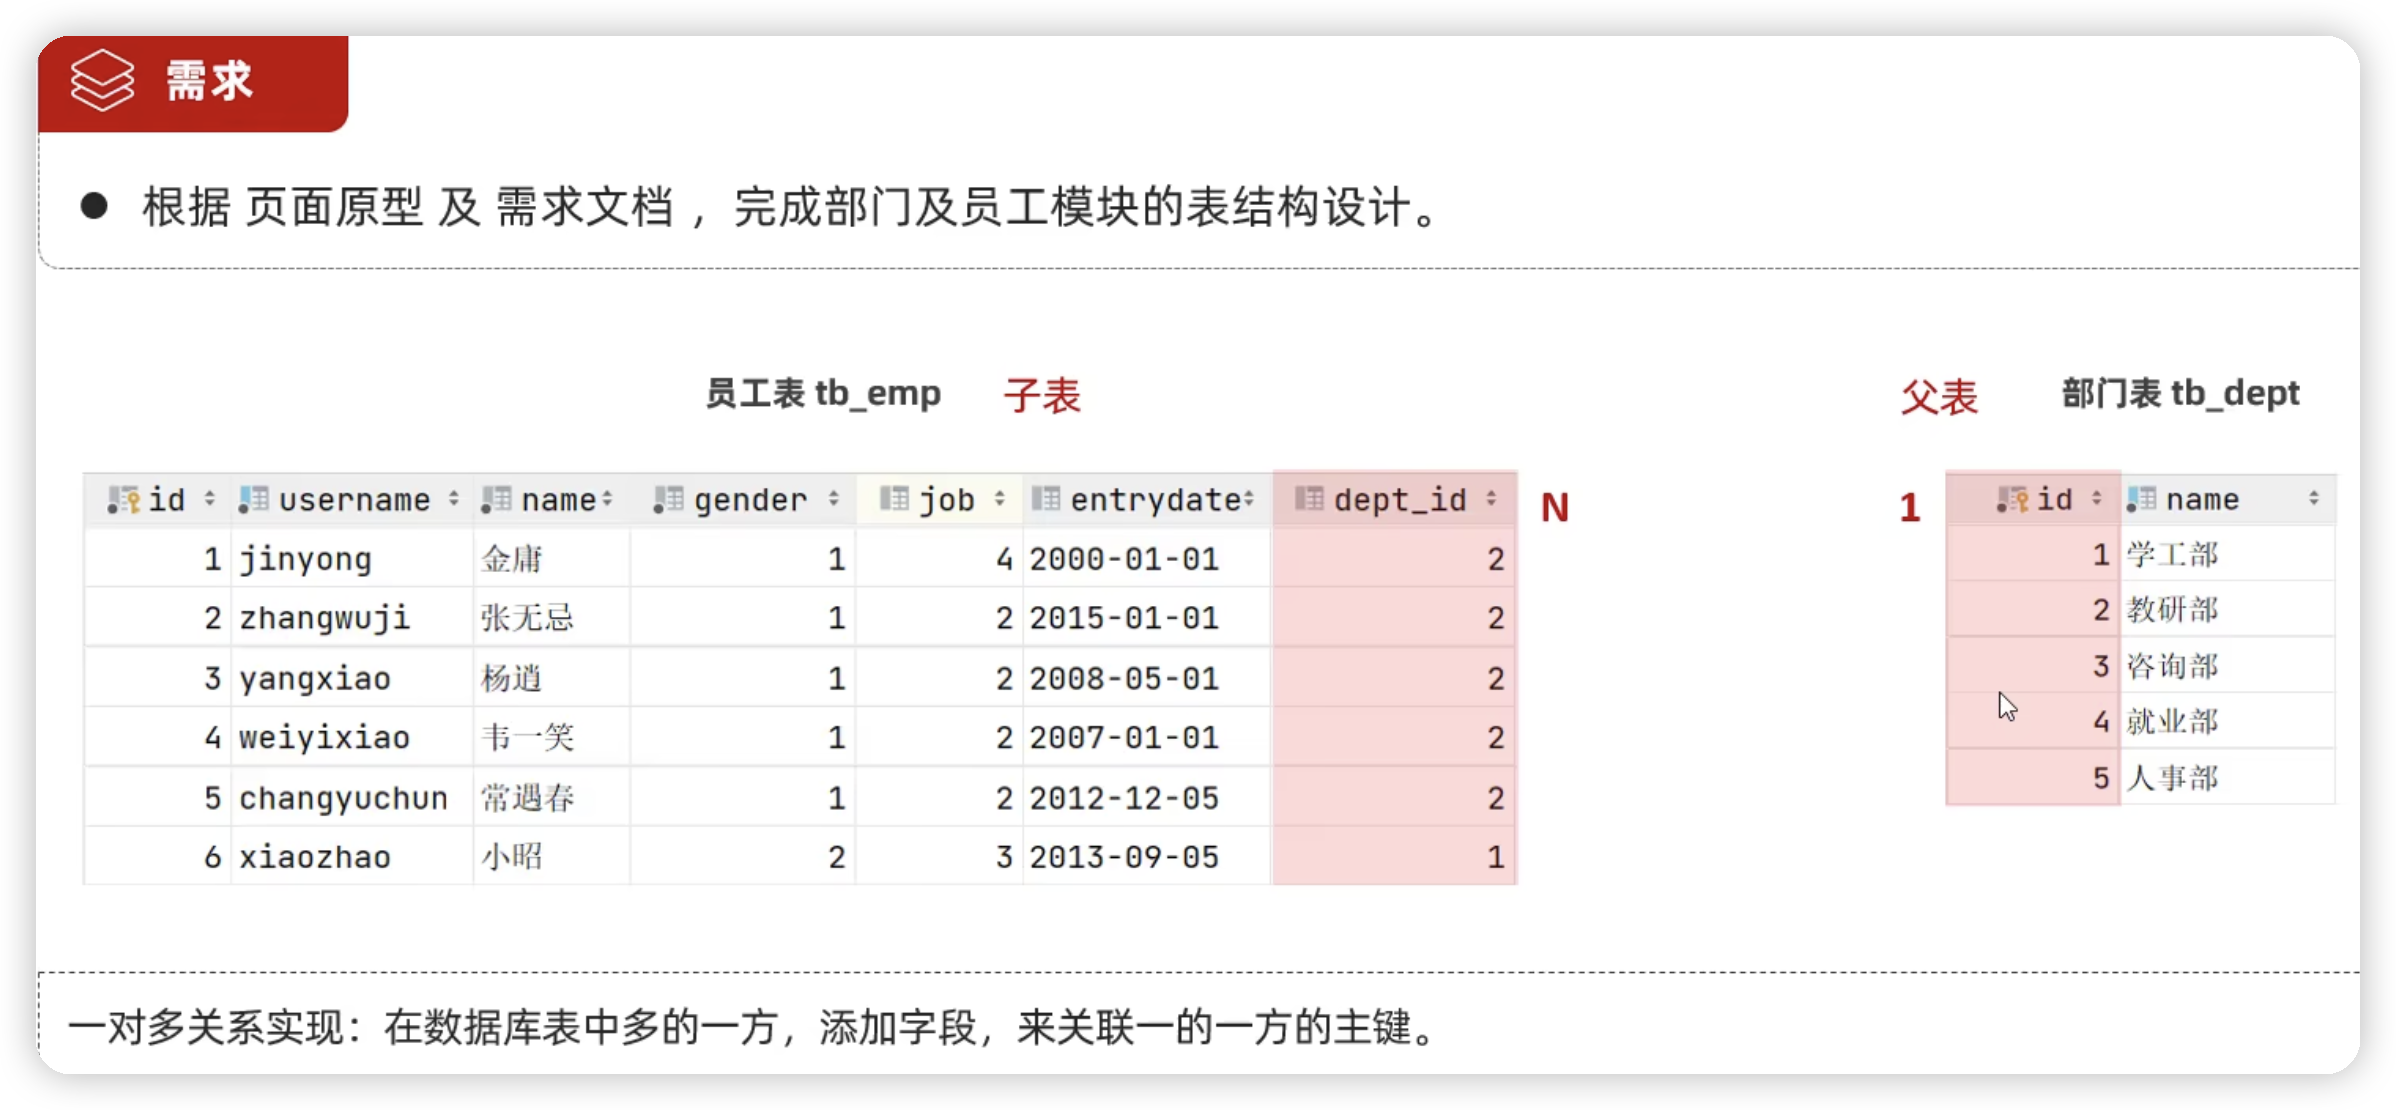 需求
● 根据 页面原型 及 需求文档 ，完成部门及员工模块的表结构设计。
员工表 tb_emp 子表 父表 部门表 tb_dept
id username name gender job entrydate dept_id N
1 jinyong 金庸 1 4 2000-01-01 2
2 zhangwuji 张无忌 1 2 2015-01-01 2
3 yangxiao 杨逍 1 2 2008-05-01 2
4 weiyixiao 韦一笑 1 2 2007-01-01 2
5 changyuchun 常遇春 1 2 2012-12-05 2
6 xiaozhao 小昭 2 3 2013-09-05 1
1 id name
1 学工部
2 教研部
3 咨询部
4 就业部
5 人事部
一对多关系实现：在数据库表中多的一方，添加字段，来关联一的一方的主键。